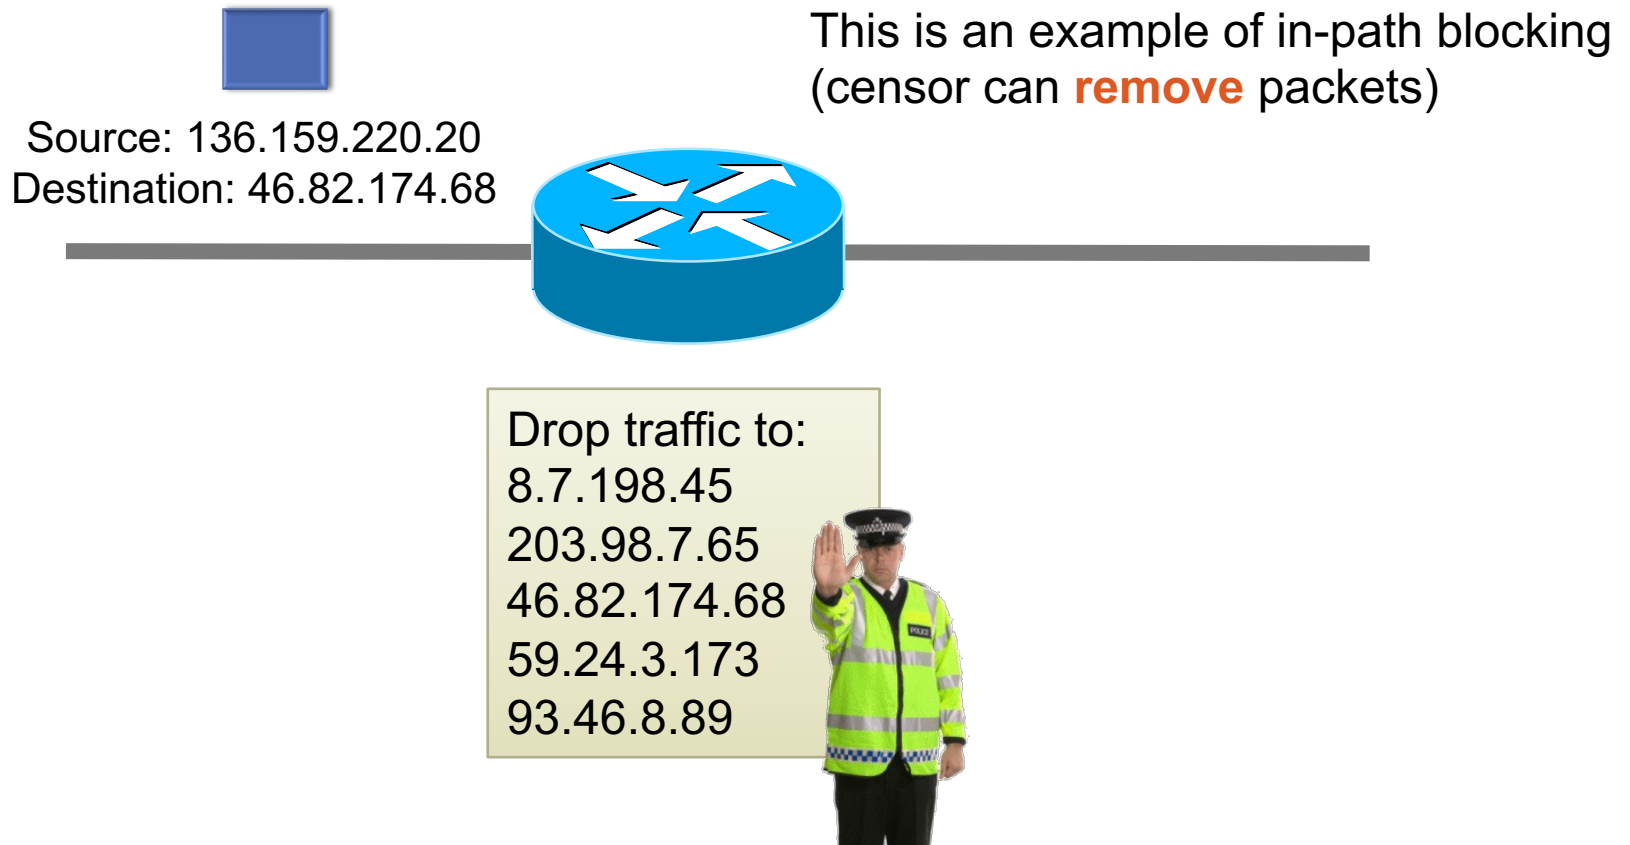 This is an example of in-path blocking
(censor can remove packets)
Source: 136.159.220.20
Destination: 46.82.174.68
Drop traffic to:
8.7.198.45
203.98.7.65
46.82.174.68
59.24.3.173
93.46.8.89
POLICE